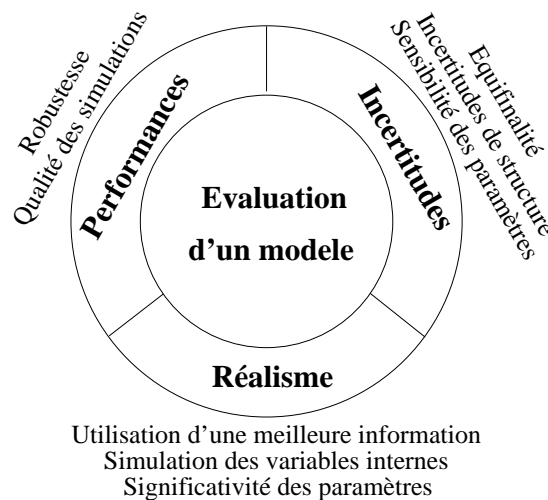 Robustesse
Qualité des simulations
Performances
Equifinalité
Incertitudes de structure
Sensibilité des paramètres
Incertitudes
Evaluation
d'un modele
Réalisme
Utilisation d'une meilleure information
Simulation des variables internes
Significativité des paramètres